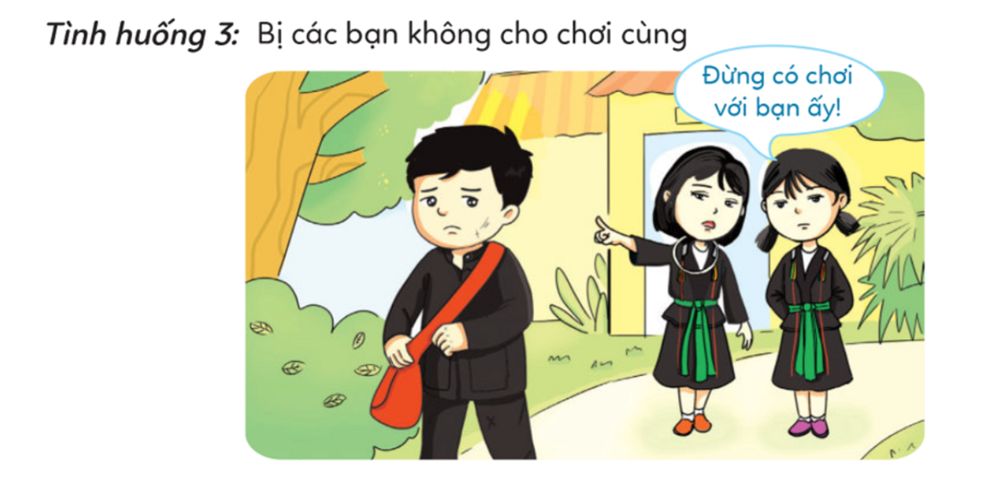 Tình huống 3: Bị các bạn không cho chơi cùng
Đừng có chơi
với bạn ấy!